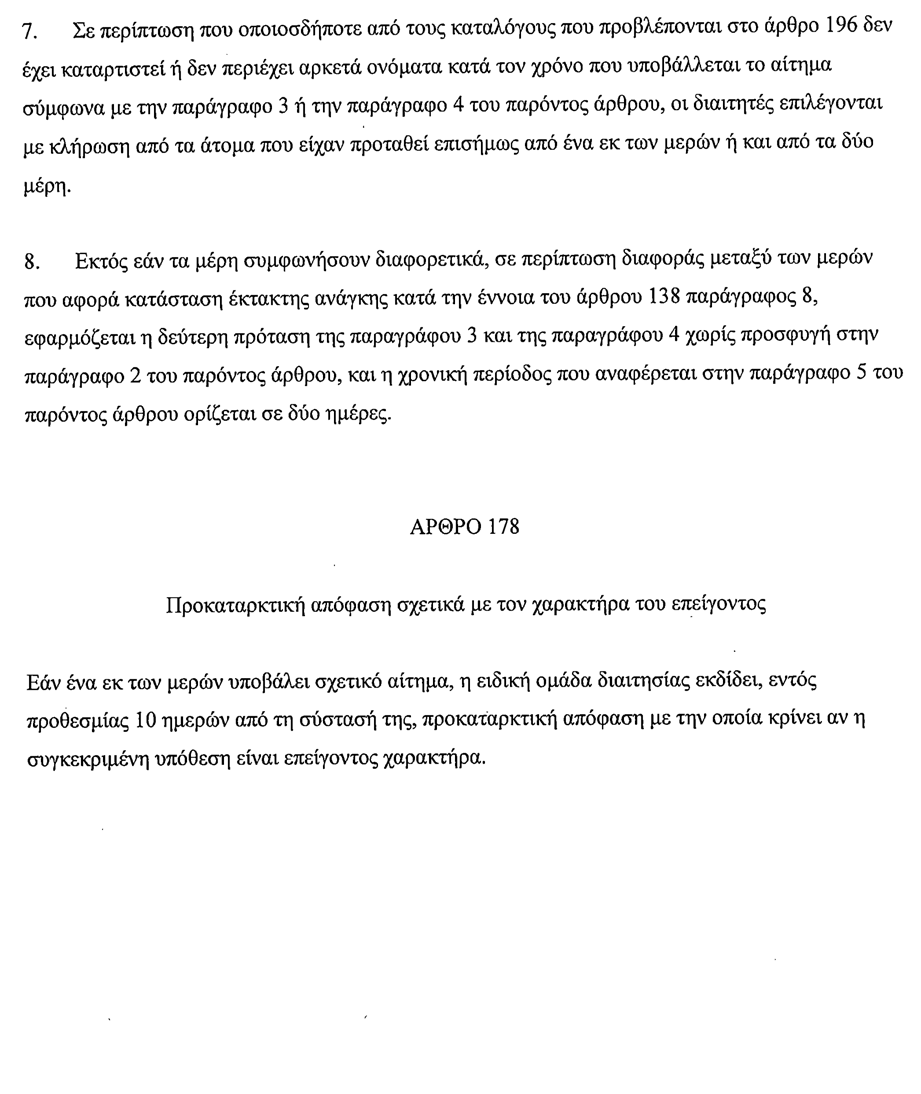 7. Σε περίπτωση που οποιοσδήποτε από τους καταλόγους που προβλέπονται στο άρθρο 196 δεν
έχει καταρτιστεί ή δεν περιέχει αρκετά ονόματα κατά τον χρόνο που υποβάλλεται το αίτημα
σύμφωνα με την παράγραφο 3 ή την παράγραφο 4 του παρόντος άρθρου, οι διαιτητές επιλέγονται
με κλήρωση από τα άτομα που είχαν προταθεί επισήμως από ένα εκ των μερών ή και από τα δύο
μέρη.
8. Εκτός εάν τα μέρη συμφωνήσουν διαφορετικά, σε περίπτωση διαφοράς μεταξύ των μερών
που αφορά κατάσταση έκτακτης ανάγκης κατά την έννοια του άρθρου 138 παράγραφος 8,
εφαρμόζεται η δεύτερη πρόταση της παραγράφου 3 και της παραγράφου 4 χωρίς προσφυγή στην
παράγραφο 2 του παρόντος άρθρου, και η χρονική περίοδος που αναφέρεται στην παράγραφο 5 του
παρόντος άρθρου ορίζεται σε δύο ημέρες.
ΑΡΘΡΟ 178
Προκαταρκτική απόφαση σχετικά με τον χαρακτήρα του επείγοντος
Εάν ένα εκ των μερών υποβάλει σχετικό αίτημα, η ειδική ομάδα διαιτησίας εκδίδει, εντός
προθεσμίας 10 ημερών από τη σύστασή της, προκαταρκτική απόφαση με την οποία κρίνει αν η
συγκεκριμένη υπόθεση είναι επείγοντος χαρακτήρα.